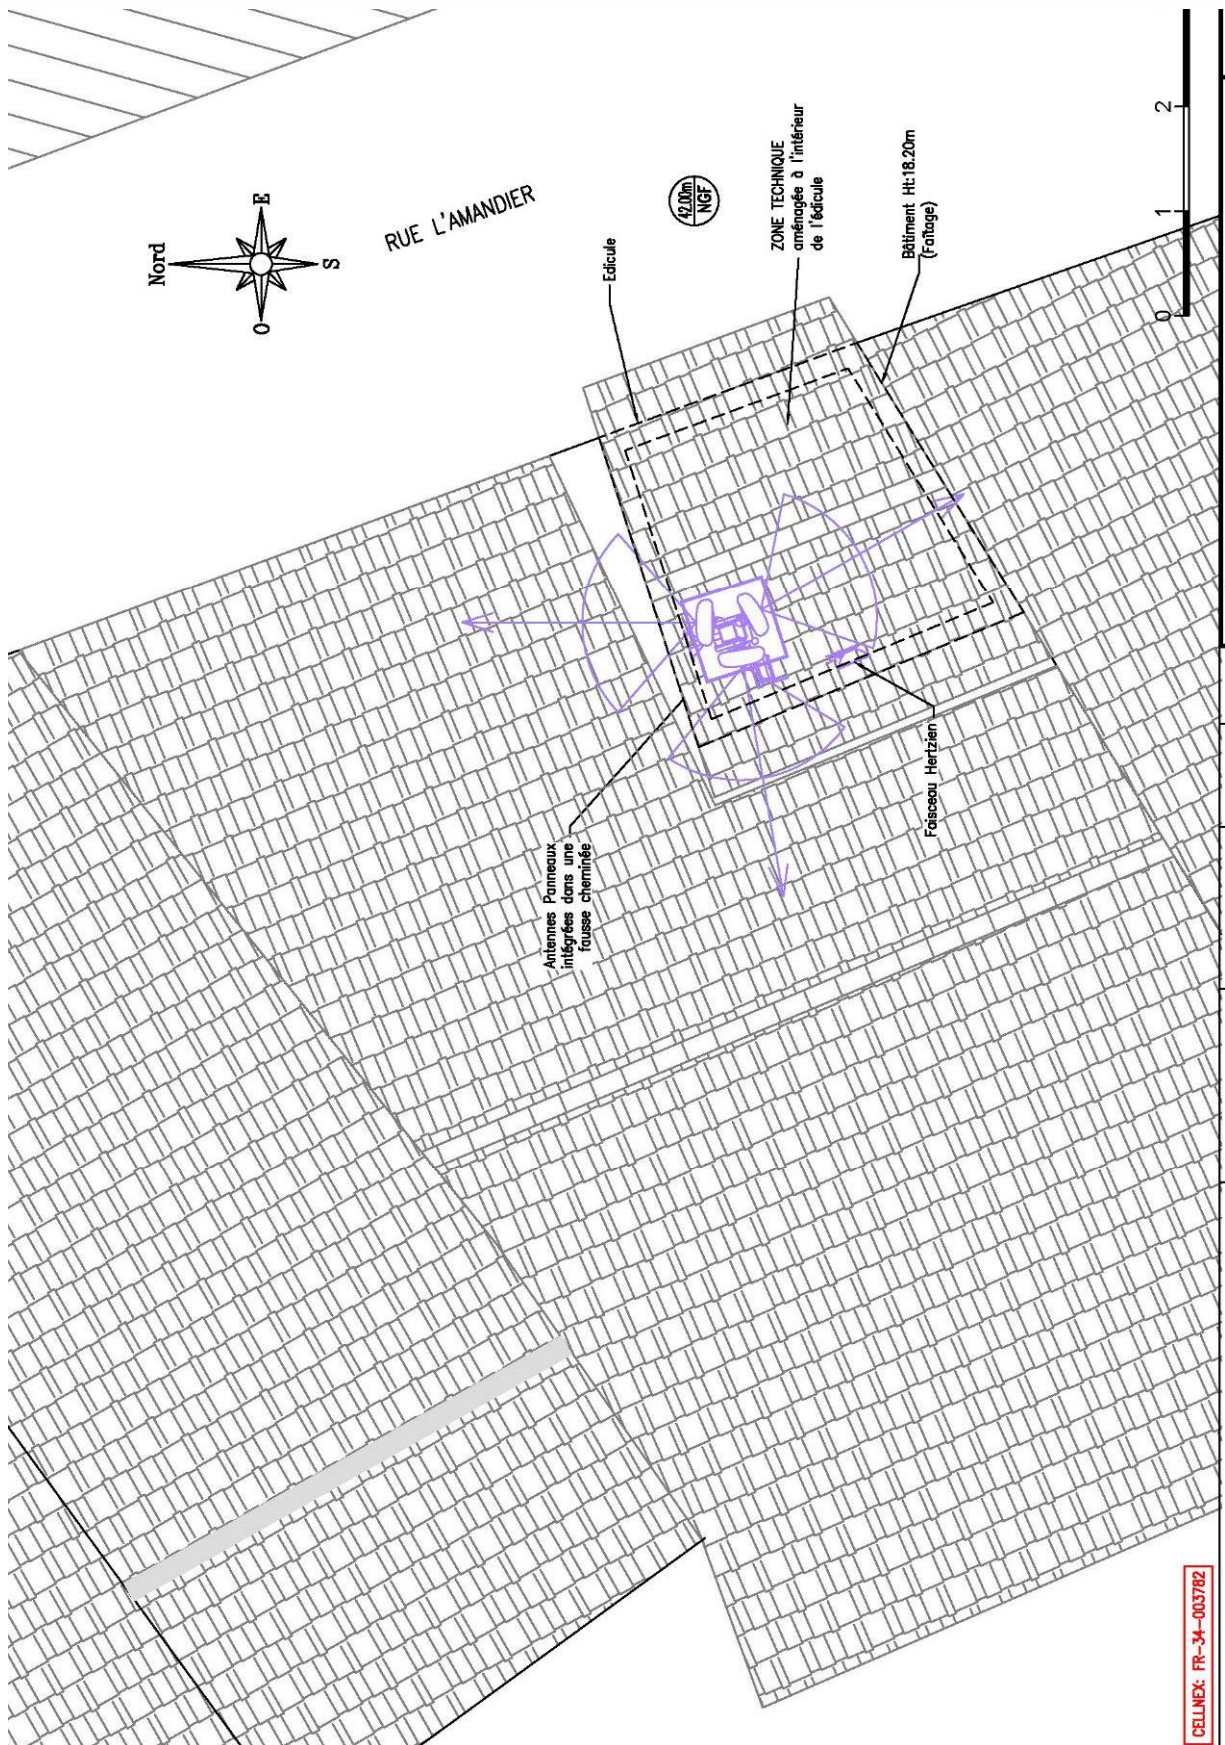 Nord
O
E
S
RUE L'AMANDIER
42.00m
NGF
Edicule
ZONE TECHNIQUE
aménagée à l'intérieur
de l'édicule
Bâtiment Ht:18.20m
(Faîtage)
Antennes Panneaux
intégrées dans une
fausse cheminée
Faisceau Hertzien
0
1
2
CELLNEX: FR-34-003782